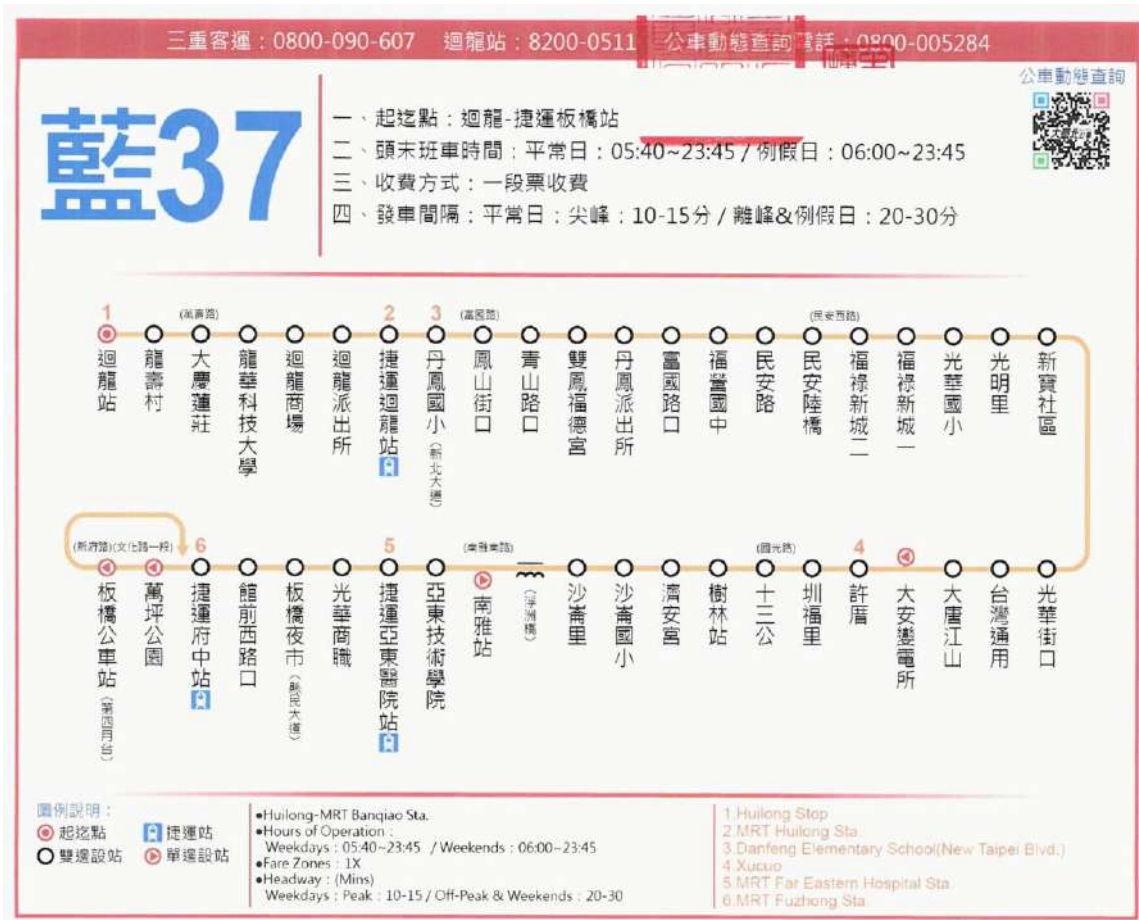 三重客運：0800-090-607 迴龍站：8200-0511 公車動態查詢電話：0800-005284
公車動態查詢
藍37
一、起迄點：迴龍-捷運板橋站
二、頭末班車時間：平常日：05:40~23:45 / 例假日：06:00~23:45
三、收費方式：一段票收費
四、發車間隔：平常日：尖峰：10-15分 / 離峰&例假日：20-30分
1
迴龍站
龍壽村
(萬壽路)
大慶蓮莊
龍華科技大學
迴龍商場
迴龍派出所
2
捷運迴龍站
3
丹鳳國小(新北大道)
(富國路)
鳳山街口
青山路口
雙鳳福德宮
丹鳳派出所
富國路口
福營國中
民安路
民安陸橋
(民安西路)
福祿新城二
福祿新城一
光華國小
光明里
新寶社區
(新府路)(文化路一段)
板橋公車站(第四月台)
萬坪公園
6
捷運府中站
館前西路口
板橋夜市(縣民大道)
光華商職
5
捷運亞東醫院站
亞東技術學院
(南雅南路)
南雅站
(浮洲橋)
沙崙里
沙崙國小
濟安宮
樹林站
(國光路)
十三公
圳福里
4
許厝
大安變電所
大唐江山
台灣通用
光華街口
圖例說明：
起迄點
捷運站
雙邊設站
單邊設站
●Huilong-MRT Banqiao Sta.
●Hours of Operation :
Weekdays : 05:40~23:45 / Weekends : 06:00~23:45
●Fare Zones : 1X
●Headway : (Mins)
Weekdays : Peak : 10-15 / Off-Peak & Weekends : 20-30
1.Huilong Stop
2.MRT Huilong Sta.
3.Danfeng Elementary School(New Taipei Blvd.)
4.Xucuo
5.MRT Far Eastern Hospital Sta.
6.MRT Fuzhong Sta.